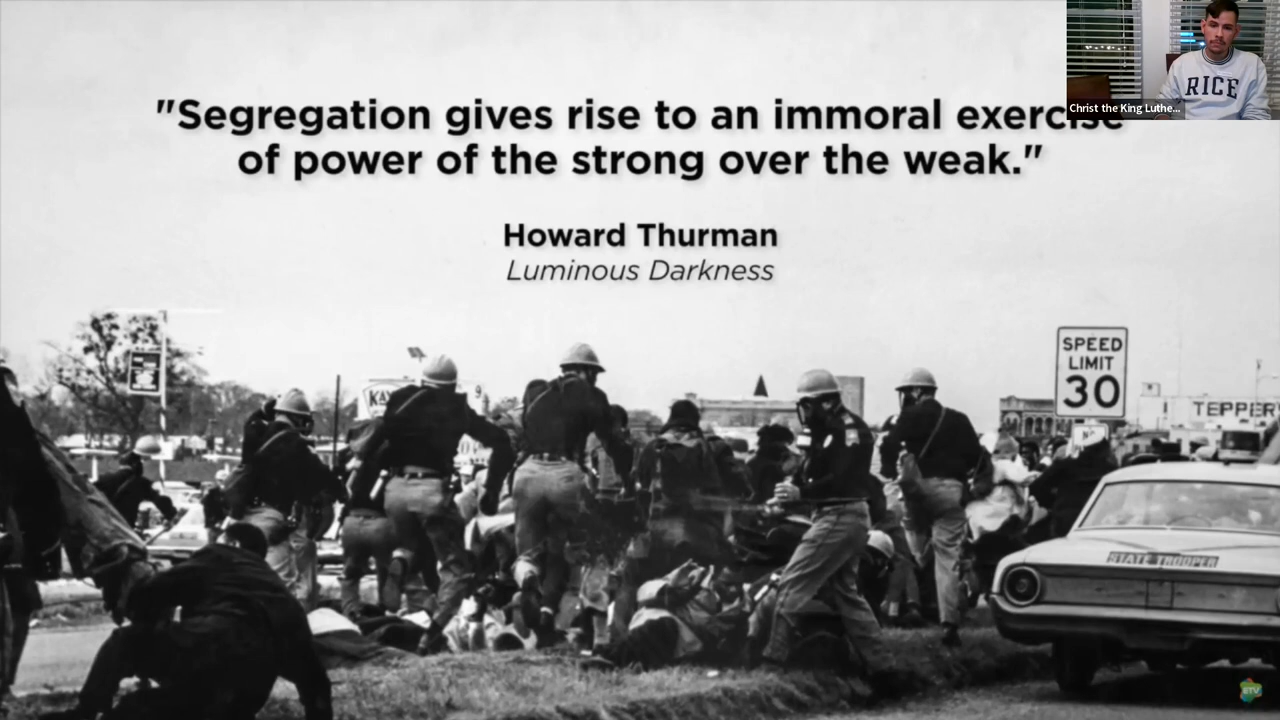 RICE
Christ the King Luthe...
"Segregation gives rise to an immoral exercise
of power of the strong over the weak."
Howard Thurman
Luminous Darkness
SPEED
LIMIT
30
TEPPER
STATE TROOPER
ETV